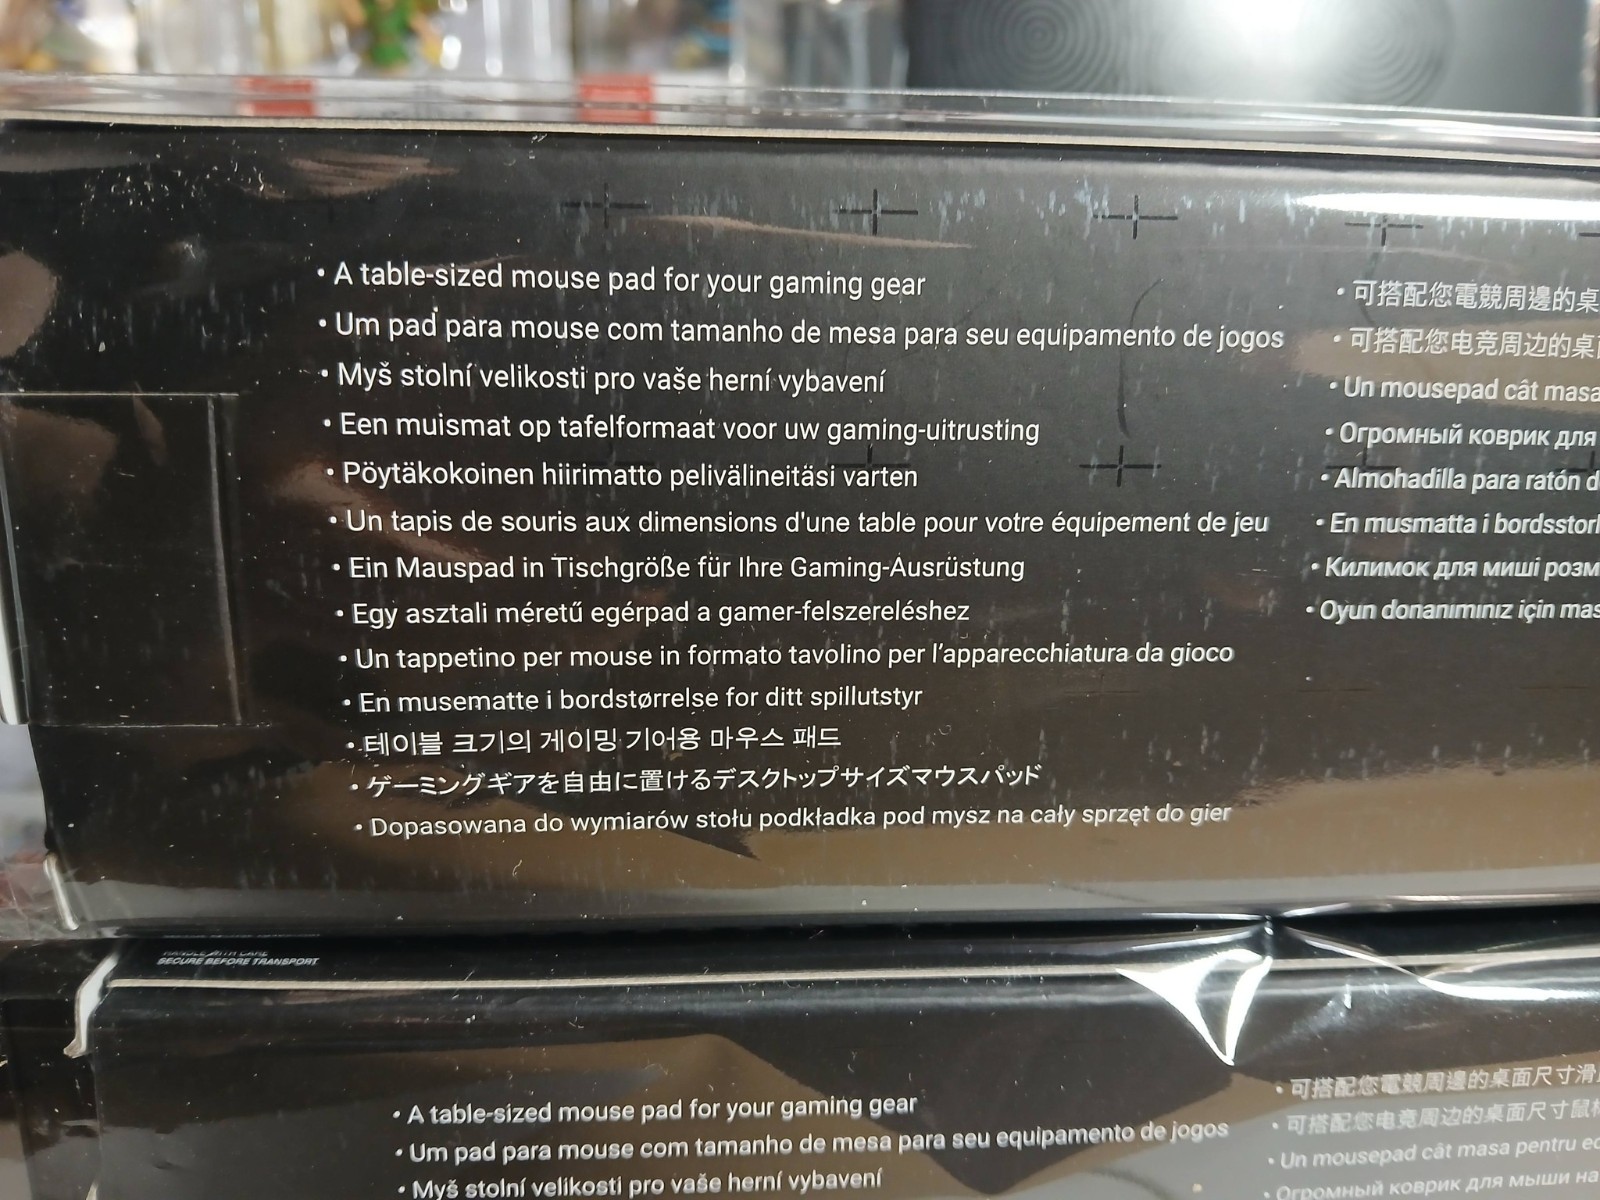 • A table-sized mouse pad for your gaming gear
• Um pad para mouse com tamanho de mesa para seu equipamento de jogos
• Myš stolní velikosti pro vaše herní vybavení
• Een muismat op tafelformaat voor uw gaming-uitrusting
• Pöytäkokoinen hiirimatto pelivälineitäsi varten
• Un tapis de souris aux dimensions d'une table pour votre équipement de jeu
• Ein Mauspad in Tischgröße für Ihre Gaming-Ausrüstung
• Egy asztali méretű egérpad a gamer-felszereléshez
• Un tappetino per mouse in formato tavolino per l’apparecchiatura da gioco
• En musematte i bordstørrelse for ditt spillutstyr
• 테이블 크기의 게이밍 기어용 마우스 패드
• ゲーミングギアを自由に置けるデスクトップサイズマウスパッド
• Dopasowana do wymiarów stołu podkładka pod mysz na cały sprzęt do gier
• 可搭配您電競周邊的桌
• 可搭配您电竞周边的桌
• Un mousepad cât masa
• Огромный коврик для
• Almohadilla para ratón
• En musmatta i
• Килимок для миші
• Oyun donanımınız için
HANDLE WITH CARE
SECURE BEFORE TRANSPORT
• A table-sized mouse pad for your gaming gear
• Um pad para mouse com tamanho de mesa para seu equipamento de jogos
• Myš stolní velikosti pro vaše herní vybavení
• 可搭配您電競周邊的桌面尺寸滑
• 可搭配您电竞周边的桌面尺寸鼠
• Un mousepad cât masa pentru
• Огромный коврик для мыши на